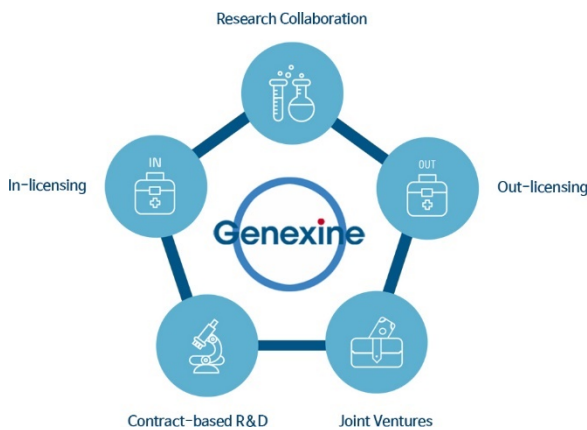 Research Collaboration
IN
OUT
In-licensing
Out-licensing
Genexine
Contract-based R&D
Joint Ventures